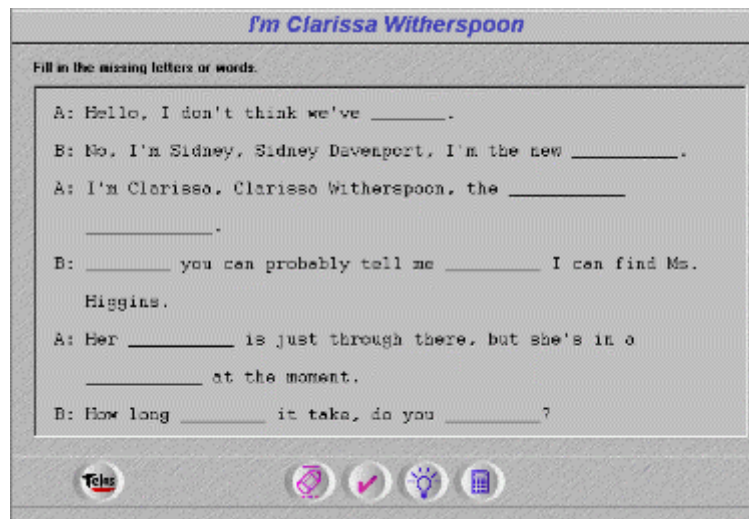 I'm Clarissa Witherspoon
Fill in the missing letters or words.
A: Hello, I don't think we've _______.
B: No, I'm Sidney, Sidney Davenport, I'm the new __________.
A: I'm Clarissa, Clarissa Witherspoon, the ___________
____________.
B: ________ you can probably tell me _________ I can find Ms.
Higgins.
A: Her __________ is just through there, but she's in a
___________ at the moment.
B: How long ________ it take, do you _________?
Telos